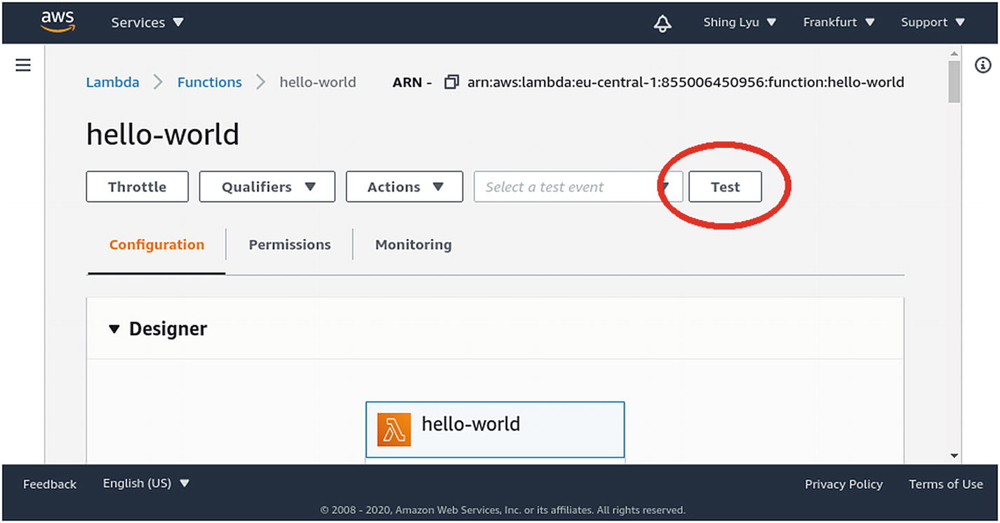 aws Services Shing Lyu Frankfurt Support
Lambda Functions hello-world ARN - arn:aws:lambda:eu-central-1:855006450956:function:hello-world
hello-world
Throttle Qualifiers Actions Select a test event Test
Configuration Permissions Monitoring
Designer
hello-world
Feedback English (US) Privacy Policy Terms of Use
© 2008 - 2020, Amazon Web Services, Inc. or its affiliates. All rights reserved.